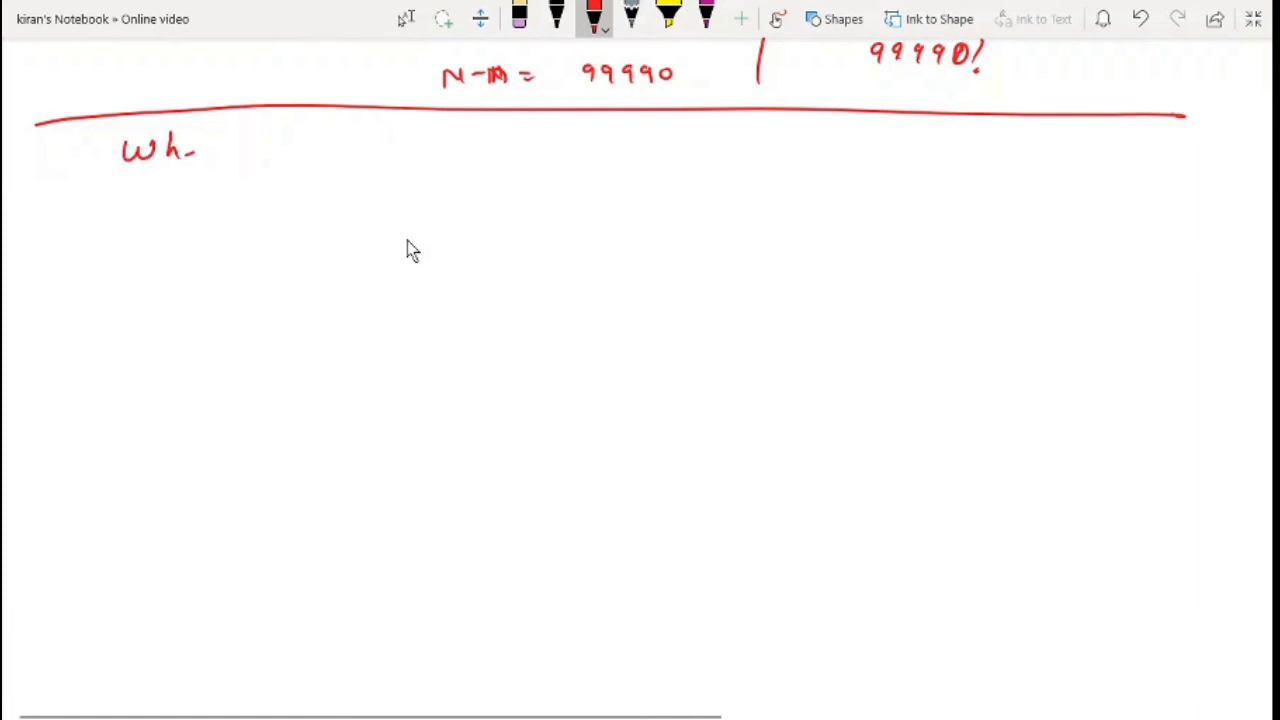 kiran's Notebook » Online video
Shapes
Ink to Shape
Ink to Text
99990!
N-n = 99990
Wh-